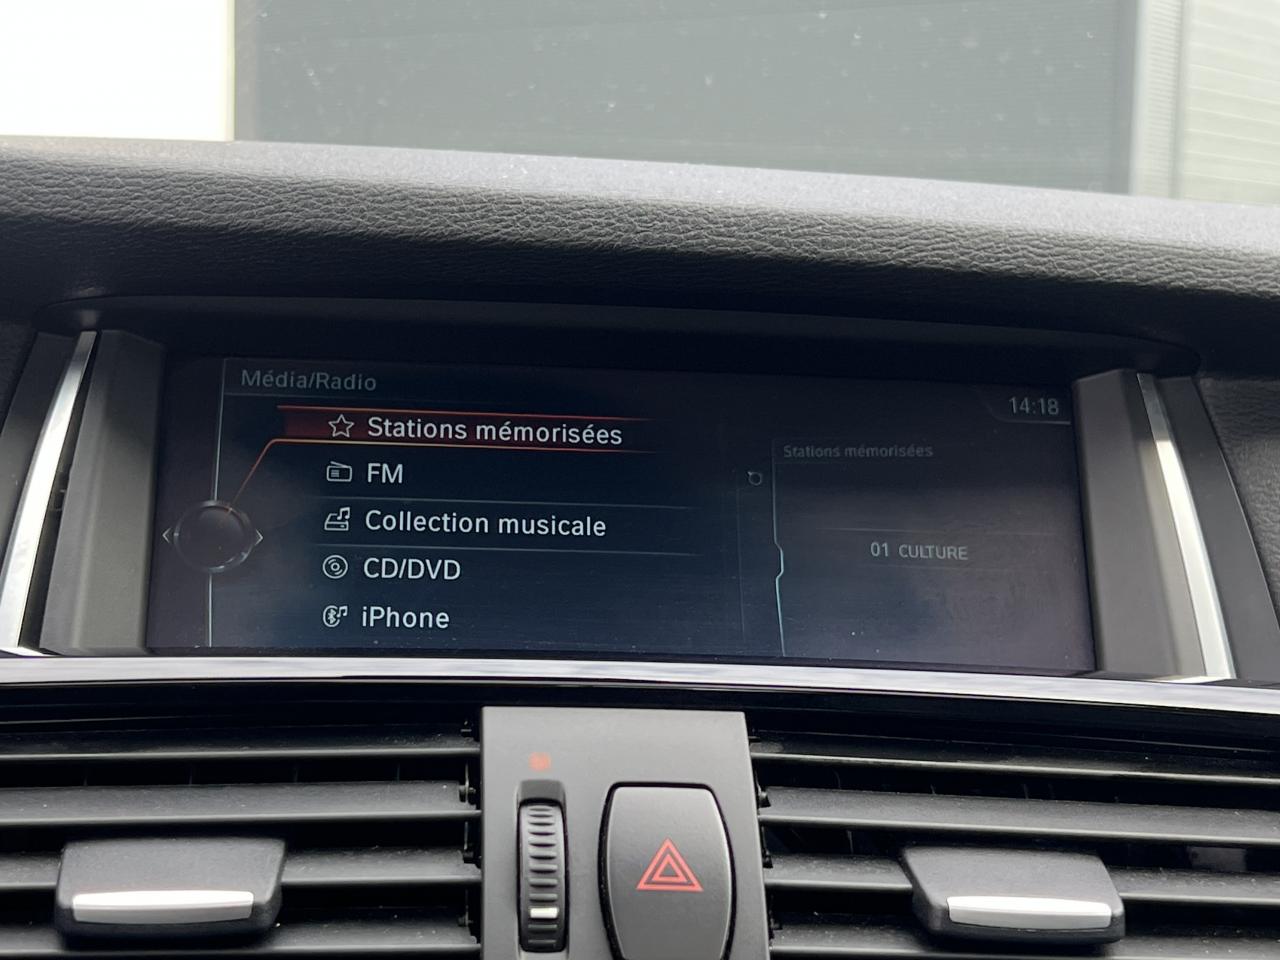 Média/Radio
14:18
Stations mémorisées
FM
Collection musicale
CD/DVD
iPhone
Stations mémorisées
01 CULTURE